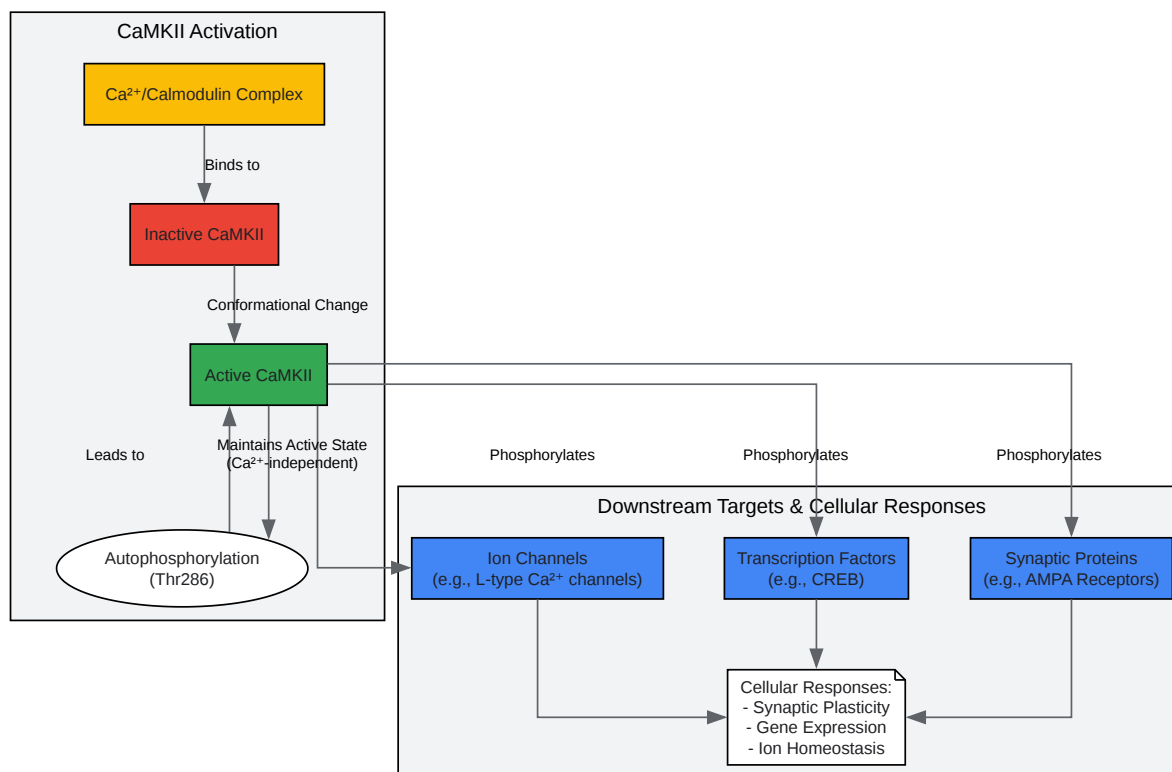 CaMKII Activation
Ca²⁺/Calmodulin Complex
Binds to
Inactive CaMKII
Conformational Change
Active CaMKII
Leads to
Maintains Active State
(Ca²⁺-independent)
Phosphorylates
Phosphorylates
Phosphorylates
Autophosphorylation
(Thr286)
Downstream Targets & Cellular Responses
Ion Channels
(e.g., L-type Ca²⁺ channels)
Transcription Factors
(e.g., CREB)
Synaptic Proteins
(e.g., AMPA Receptors)
Cellular Responses:
- Synaptic Plasticity
- Gene Expression
- Ion Homeostasis